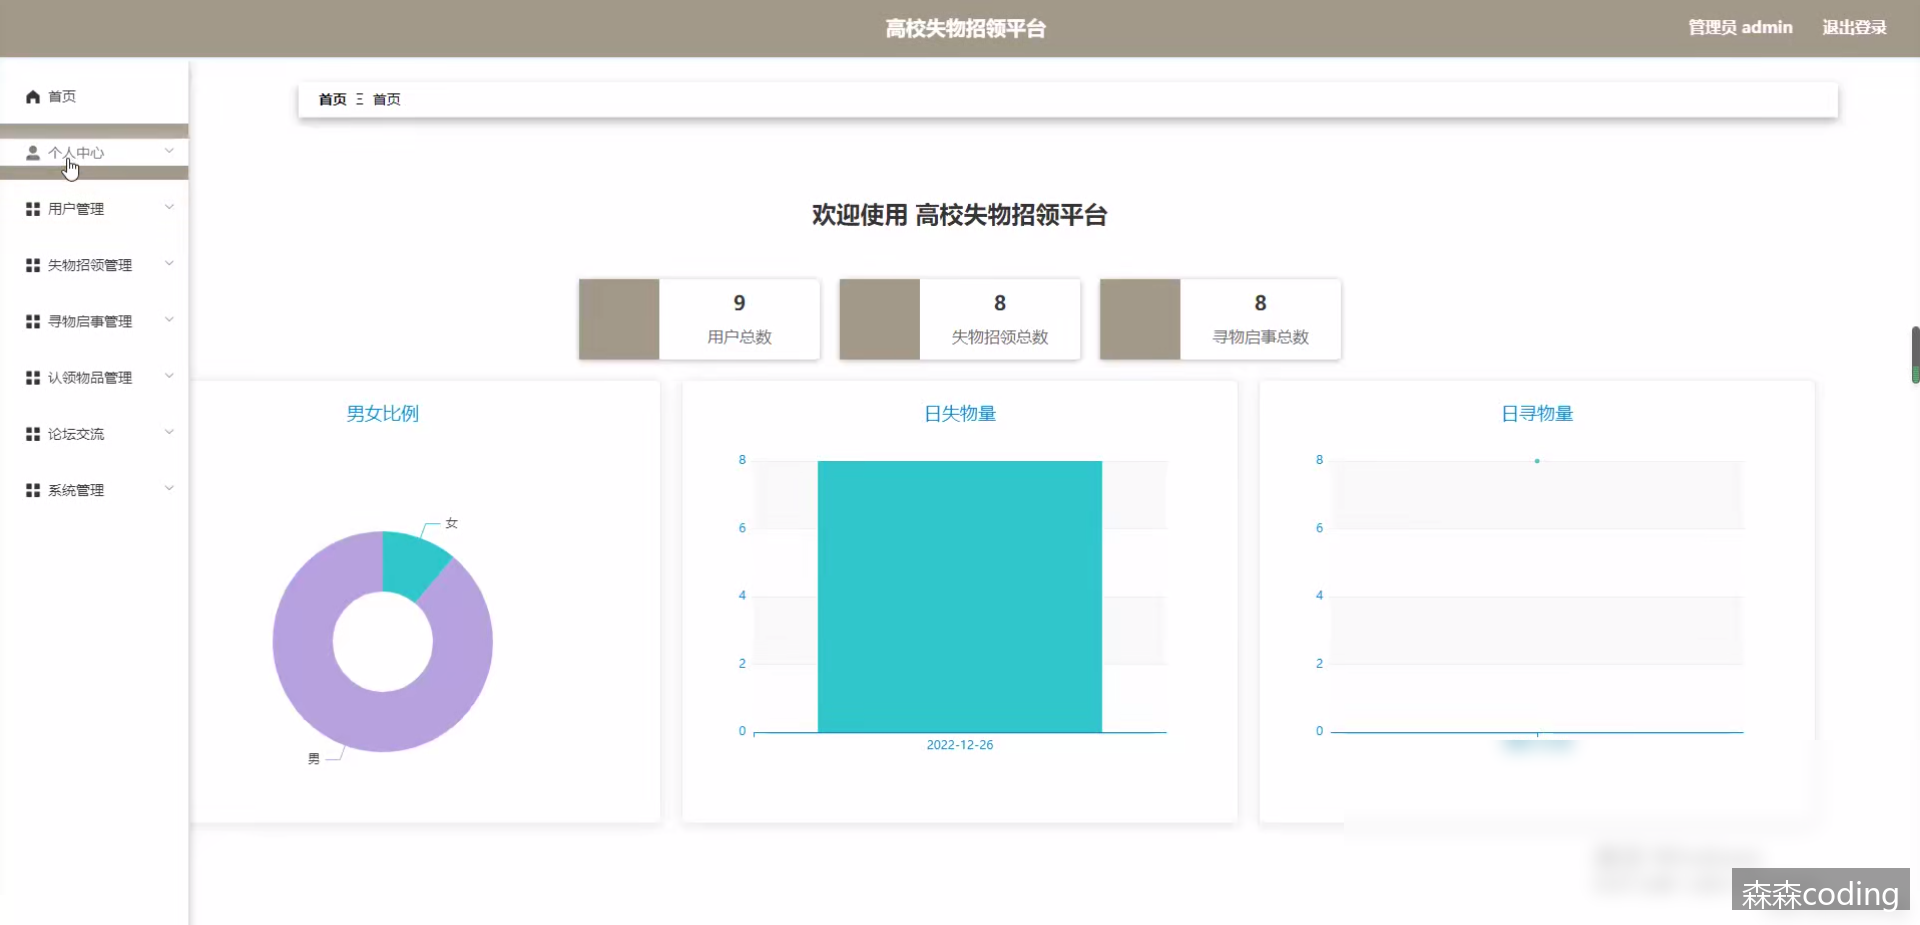 高校失物招领平台
管理员 admin
退出登录
首页
个人中心
用户管理
失物招领管理
寻物启事管理
认领物品管理
论坛交流
系统管理
首页 Ξ 首页
欢迎使用 高校失物招领平台
9
用户总数
8
失物招领总数
8
寻物启事总数
男女比例
女
男
日失物量
8
6
4
2
0
2022-12-26
日寻物量
8
6
4
2
0
森森coding